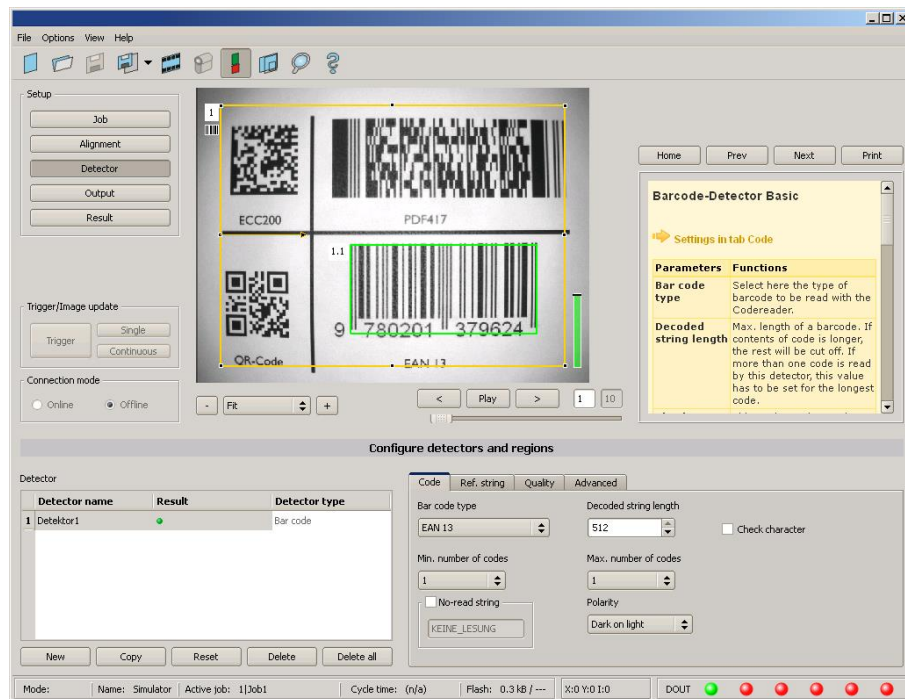 File Options View Help
Setup
Job
Alignment
Detector
Output
Result
Trigger/Image update
Trigger
Single
Continuous
Connection mode
Online Offline
1
ECC200
PDF417
1.1
9 780201 379624
QR-Code
EAN 13
- Fit +
< Play > 1 10
Home Prev Next Print
Barcode-Detector Basic
Settings in tab Code
Parameters Functions
Bar code type
Select here the type of
barcode to be read with the
Codereader.
Decoded string length
Max. length of a barcode. If
contents of code is longer,
the rest will be cut off. If
more than one code is read
by this detector, this value
has to be set for the longest
code.
Configure detectors and regions
Detector
Detector name Result Detector type
1 Detektor1 Bar code
New Copy Reset Delete Delete all
Code Ref. string Quality Advanced
Bar code type
EAN 13
Decoded string length
512
Check character
Min. number of codes
1
Max. number of codes
1
No-read string
KEINE_LESUNG
Polarity
Dark on light
Mode: Name: Simulator Active job: 1|Job1 Cycle time: (n/a) Flash: 0.3 kB / --- X:0 Y:0 I:0 DOUT